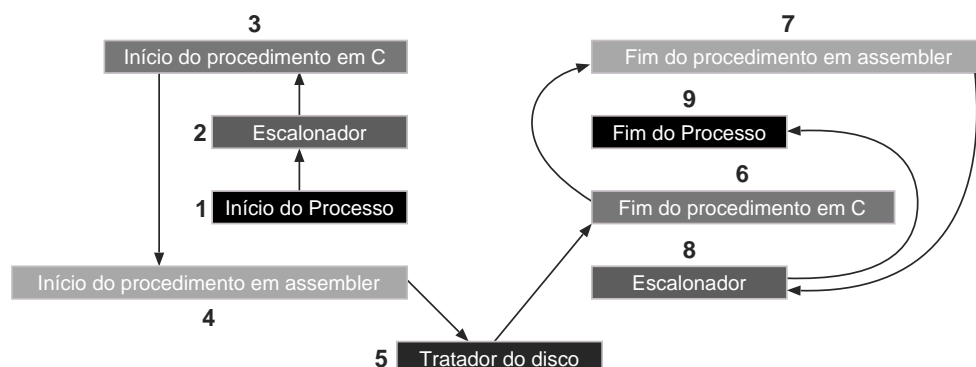 3
Início do procedimento em C
7
Fim do procedimento em assembler
2 Escalonador
9
Fim do Processo
1 Início do Processo
6
Fim do procedimento em C
Início do procedimento em assembler
4
8
Escalonador
5 Tratador do disco